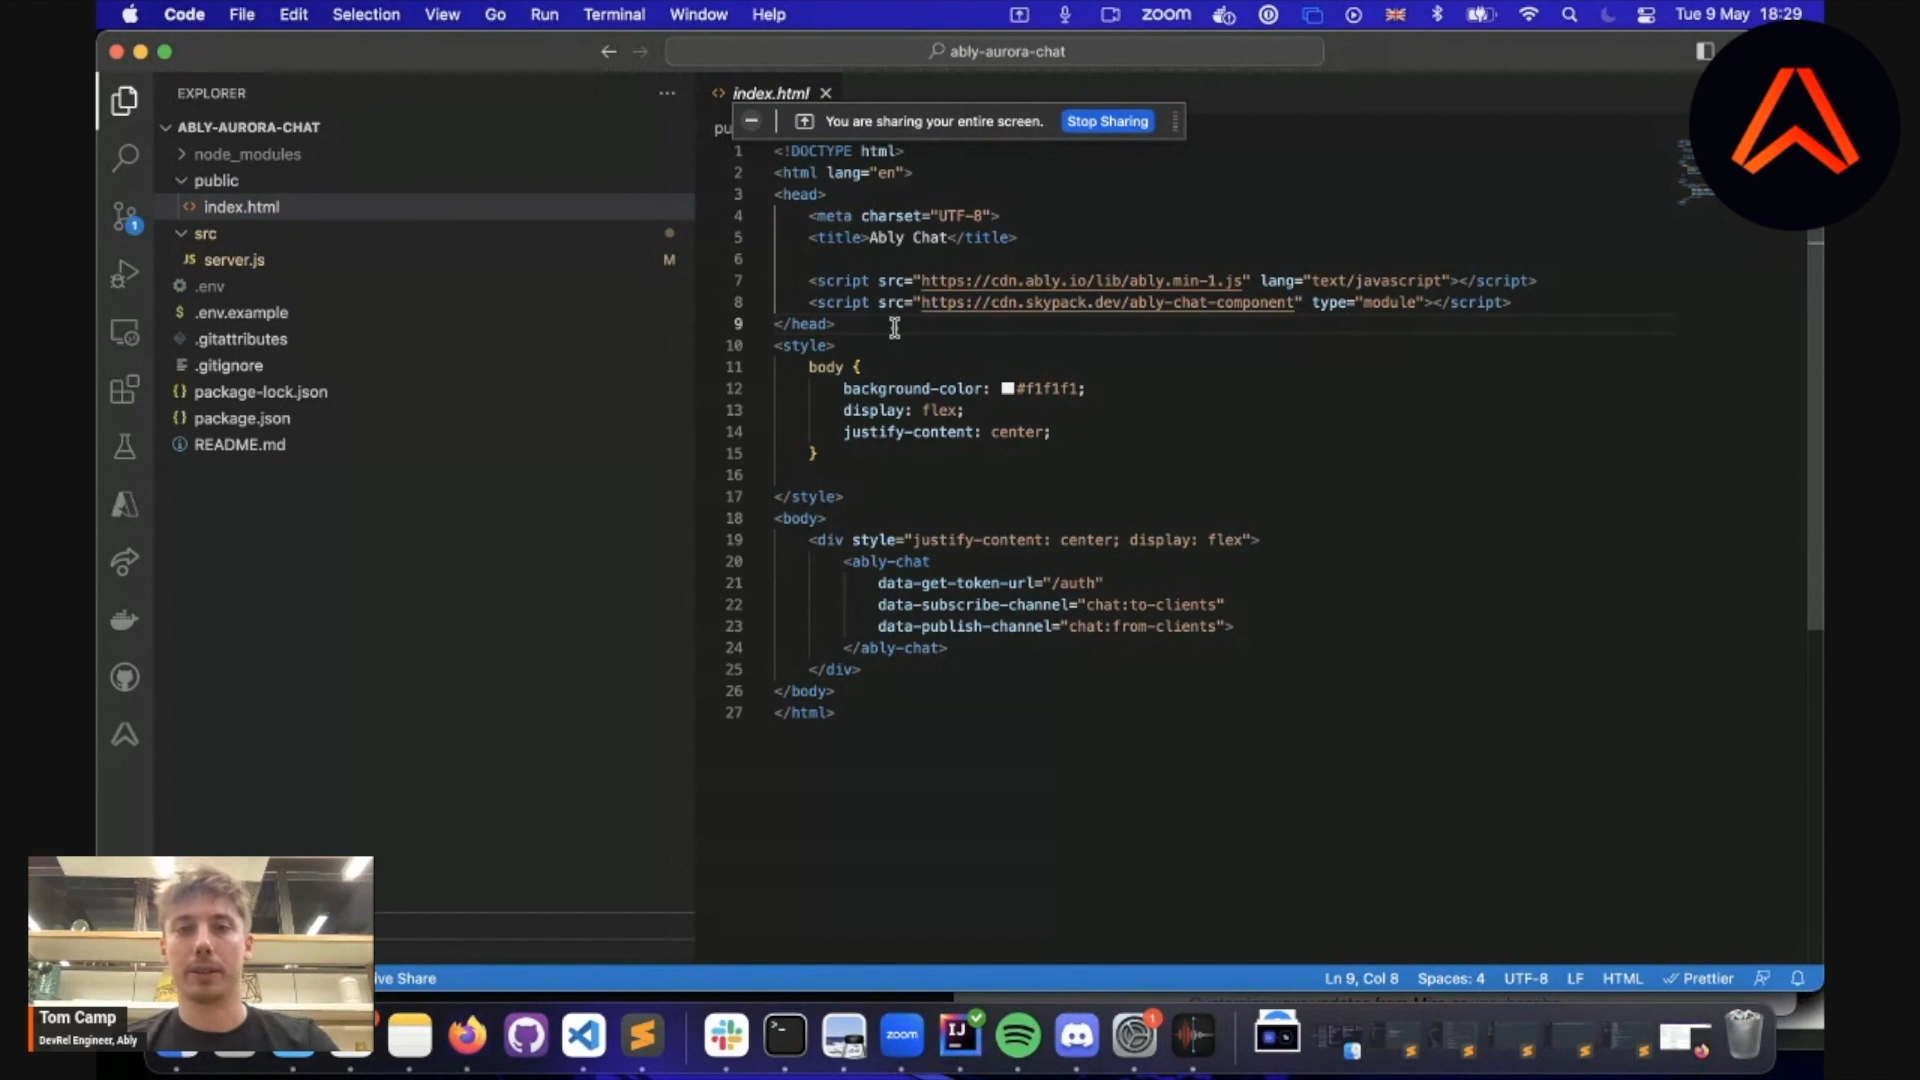 Code File Edit Selection View Go Run Terminal Window Help zoom Tue 9 May 18:29
ably-aurora-chat
EXPLORER
ABLY-AURORA-CHAT
node_modules
public
index.html
src
JS server.js M
.env
$ .env.example
.gitattributes
.gitignore
{} package-lock.json
{} package.json
README.md
1
index.html
pu
You are sharing your entire screen. Stop Sharing
1 <!DOCTYPE html>
2 <html lang="en">
3 <head>
4 <meta charset="UTF-8">
5 <title>Ably Chat</title>
6
7 <script src="https://cdn.ably.io/lib/ably.min-1.js" lang="text/javascript"></script>
8 <script src="https://cdn.skypack.dev/ably-chat-component" type="module"></script>
9 </head>
10 <style>
11 body {
12 background-color: #f1f1f1;
13 display: flex;
14 justify-content: center;
15 }
16
17 </style>
18 <body>
19 <div style="justify-content: center; display: flex">
20 <ably-chat
21 data-get-token-url="/auth"
22 data-subscribe-channel="chat:to-clients"
23 data-publish-channel="chat:from-clients">
24 </ably-chat>
25 </div>
26 </body>
27 </html>
ive Share Ln 9, Col 8 Spaces: 4 UTF-8 LF HTML Prettier
Tom Camp
DevRel Engineer, Ably
zoom
IJ
1